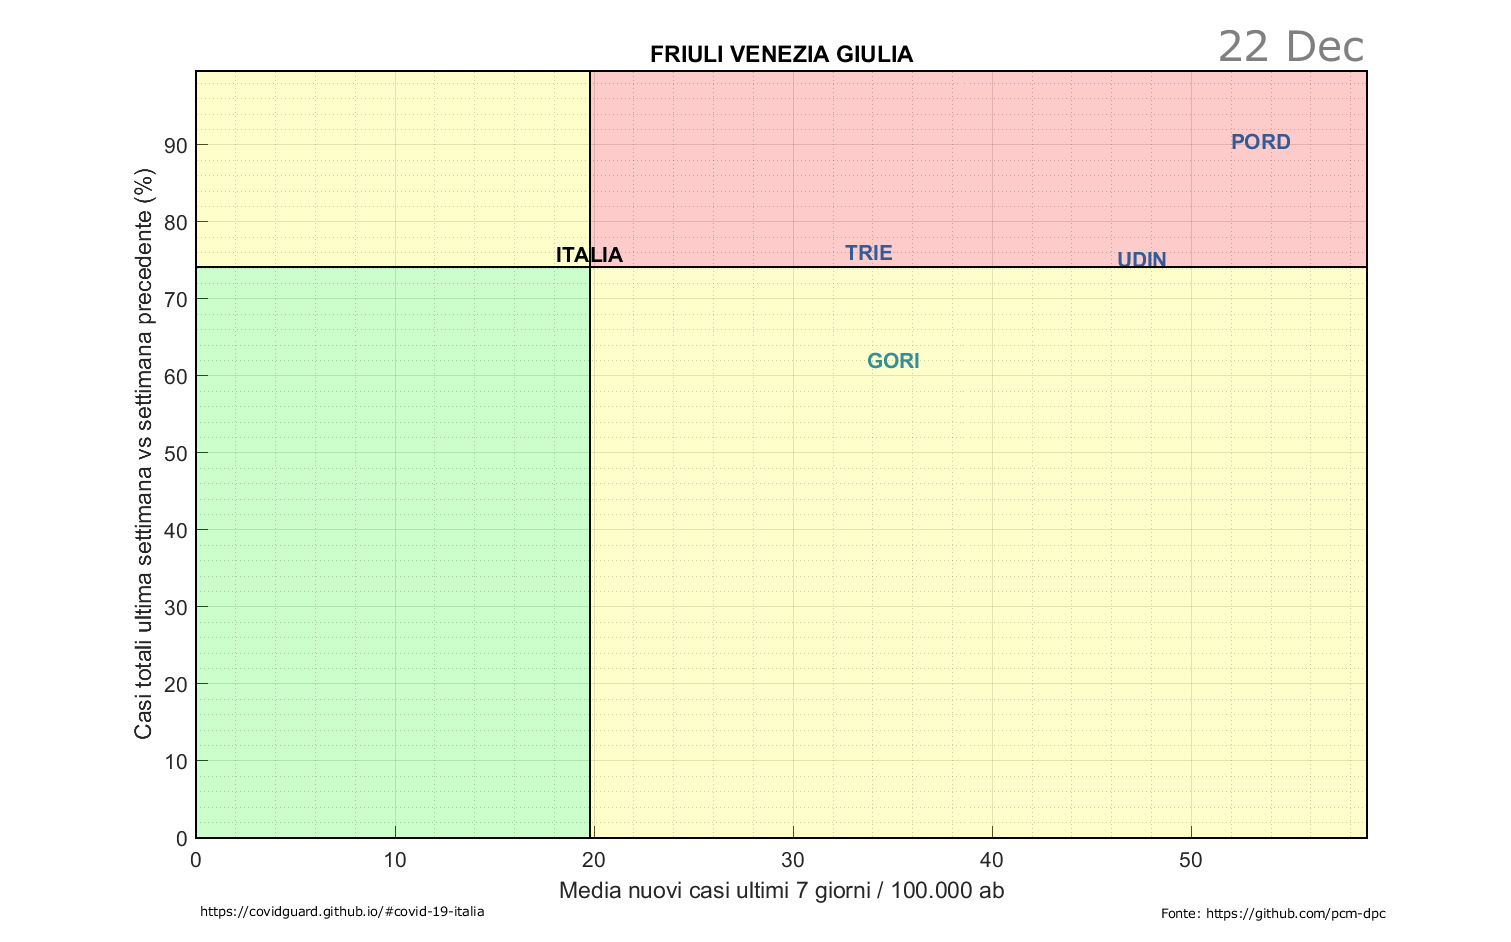 FRIULI VENEZIA GIULIA
22 Dec
Casi totali ultima settimana vs settimana precedente (%)
90
80
70
60
50
40
30
20
10
0
PORD
ITALIA
TRIE
UDIN
GORI
0 10 20 30 40 50
Media nuovi casi ultimi 7 giorni / 100.000 ab
https://covidguard.github.io/#covid-19-italia
Fonte: https://github.com/pcm-dpc